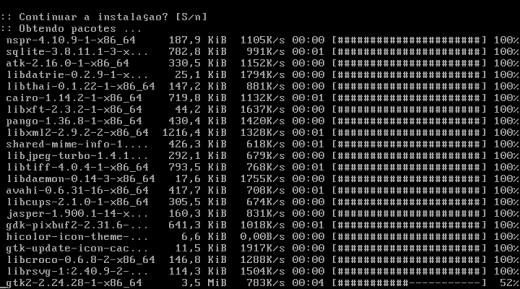 :: Continuar a instalaçao? [S/n]
:: Obtendo pacotes ...
nspr-4.10.9-1-x86_64 187,9 KiB 1105K/s 00:00 [######################] 100%
sqlite-3.8.11.1-3-x... 782,8 KiB 991K/s 00:01 [######################] 100%
atk-2.16.0-1-x86_64 330,5 KiB 1152K/s 00:00 [######################] 100%
libdatrie-0.2.9-1-x... 25,1 KiB 1794K/s 00:00 [######################] 100%
libthai-0.1.22-1-x86_64 147,2 KiB 881K/s 00:00 [######################] 100%
cairo-1.14.2-1-x86_64 719,8 KiB 1132K/s 00:01 [######################] 100%
libxft-2.3.2-1-x86_64 44,2 KiB 1637K/s 00:00 [######################] 100%
pango-1.36.8-1-x86_64 430,4 KiB 1420K/s 00:00 [######################] 100%
libxml2-2.9.2-2-x86_64 1216,4 KiB 1328K/s 00:01 [######################] 100%
shared-mime-info-1.... 426,3 KiB 618K/s 00:01 [######################] 100%
libjpeg-turbo-1.4.1... 292,1 KiB 679K/s 00:00 [######################] 100%
libtiff-4.0.4-1-x86_64 793,5 KiB 768K/s 00:01 [######################] 100%
libdaemon-0.14-3-x86_64 17,6 KiB 1755K/s 00:00 [######################] 100%
avahi-0.6.31-16-x86_64 417,7 KiB 708K/s 00:01 [######################] 100%
libcups-2.1.0-1-x86_64 305,5 KiB 674K/s 00:00 [######################] 100%
jasper-1.900.1-14-x... 160,3 KiB 831K/s 00:00 [######################] 100%
gdk-pixbuf2-2.31.6-... 641,3 KiB 1018K/s 00:01 [######################] 100%
hicolor-icon-theme-... 6,6 KiB 0,00B/s 00:00 [######################] 100%
gtk-update-icon-cac... 11,5 KiB 1917K/s 00:00 [######################] 100%
libcroco-0.6.8-2-x86_64 146,8 KiB 1288K/s 00:00 [######################] 100%
librsvg-1:2.40.9-2-... 114,3 KiB 1504K/s 00:00 [######################] 100%
gtk2-2.24.28-1-x86_64 3,5 MiB 783K/s 00:04 [###########-----------] 52%